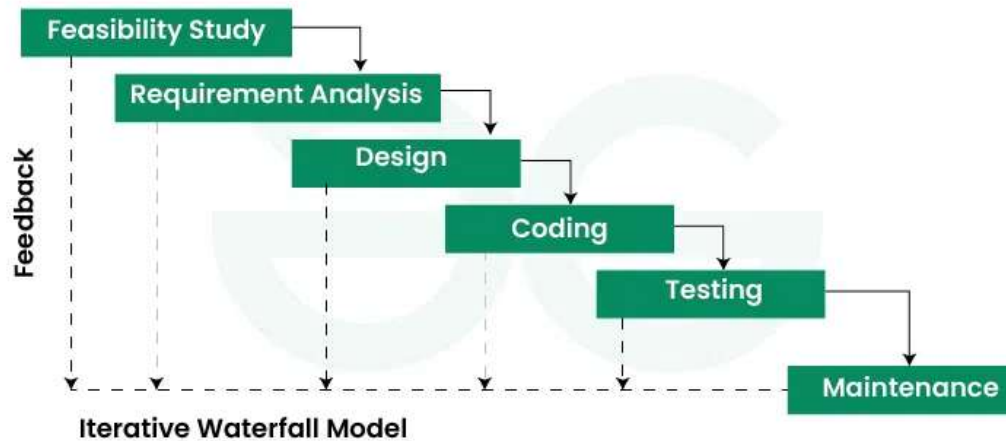 Feasibility Study
Requirement Analysis
Design
Coding
Testing
Maintenance
Feedback
Iterative Waterfall Model